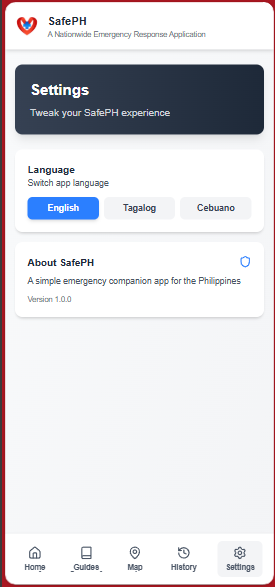 SafePH
A Nationwide Emergency Response Application
Settings
Tweak your SafePH experience
Language
Switch app language
English Tagalog Cebuano
About SafePH
A simple emergency companion app for the Philippines
Version 1.0.0
Home Guides Map History Settings